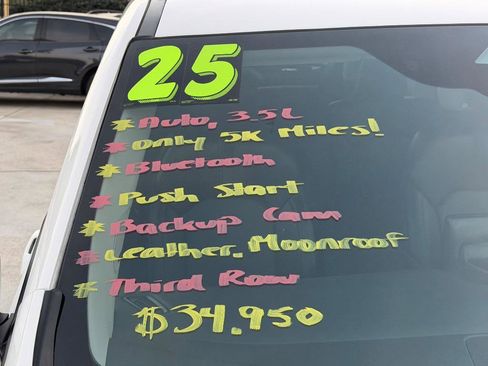 25
* Auto, 3.5L
* Only 5K Miles!
* Bluetooth
* Push Start
* Backup Cam
* Leather, Moonroof
* Third Row
$34,950